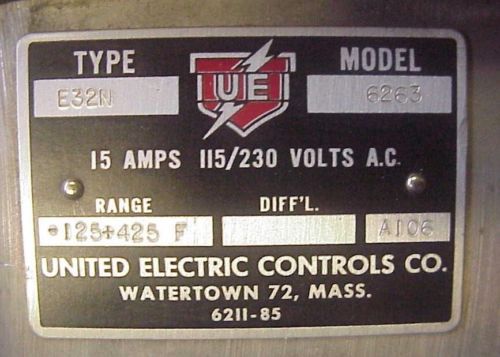 TYPE
UE
MODEL
E32N
6263
15 AMPS 115/230 VOLTS A.C.
RANGE
DIFF'L.
-125+425 F
A106
UNITED ELECTRIC CONTROLS CO.
WATERTOWN 72, MASS.
6211-85